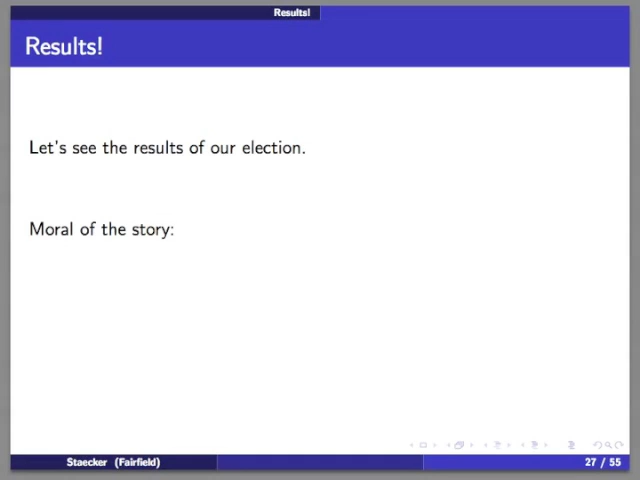 Results!
Results!
Let's see the results of our election.
Moral of the story:
Staecker (Fairfield)
27 / 55